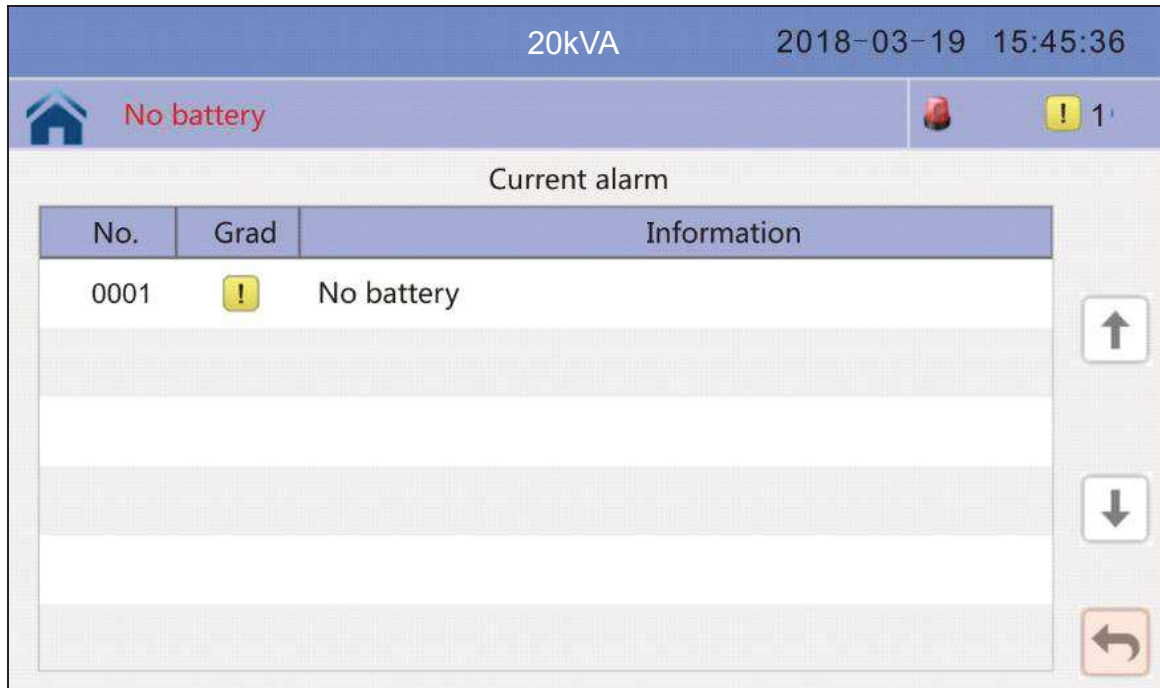 20kVA 2018-03-19 15:45:36
No battery ! 1
Current alarm
No. Grad Information
0001 ! No battery